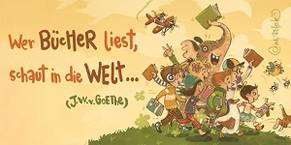 Wer BÜCHER liest,
schaut in die WELT...
(J.W.v.GOETHE)